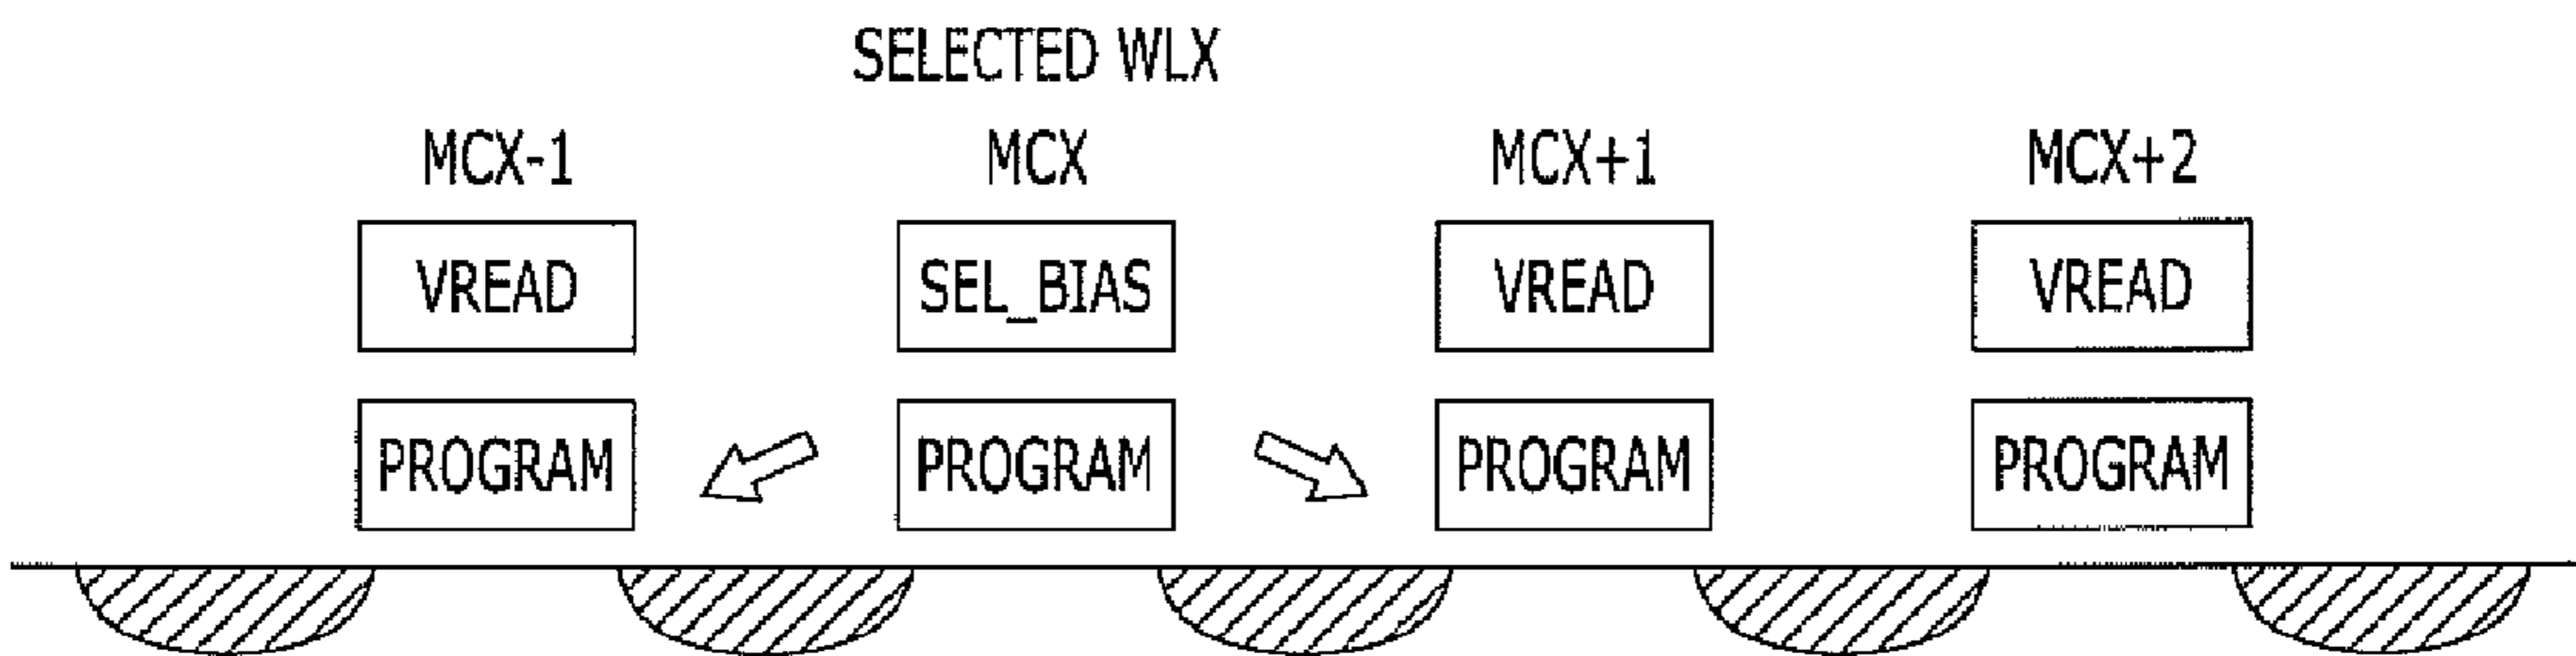 SELECTED WLX
MCX-1 MCX MCX+1 MCX+2
VREAD SEL_BIAS VREAD VREAD
PROGRAM PROGRAM PROGRAM PROGRAM